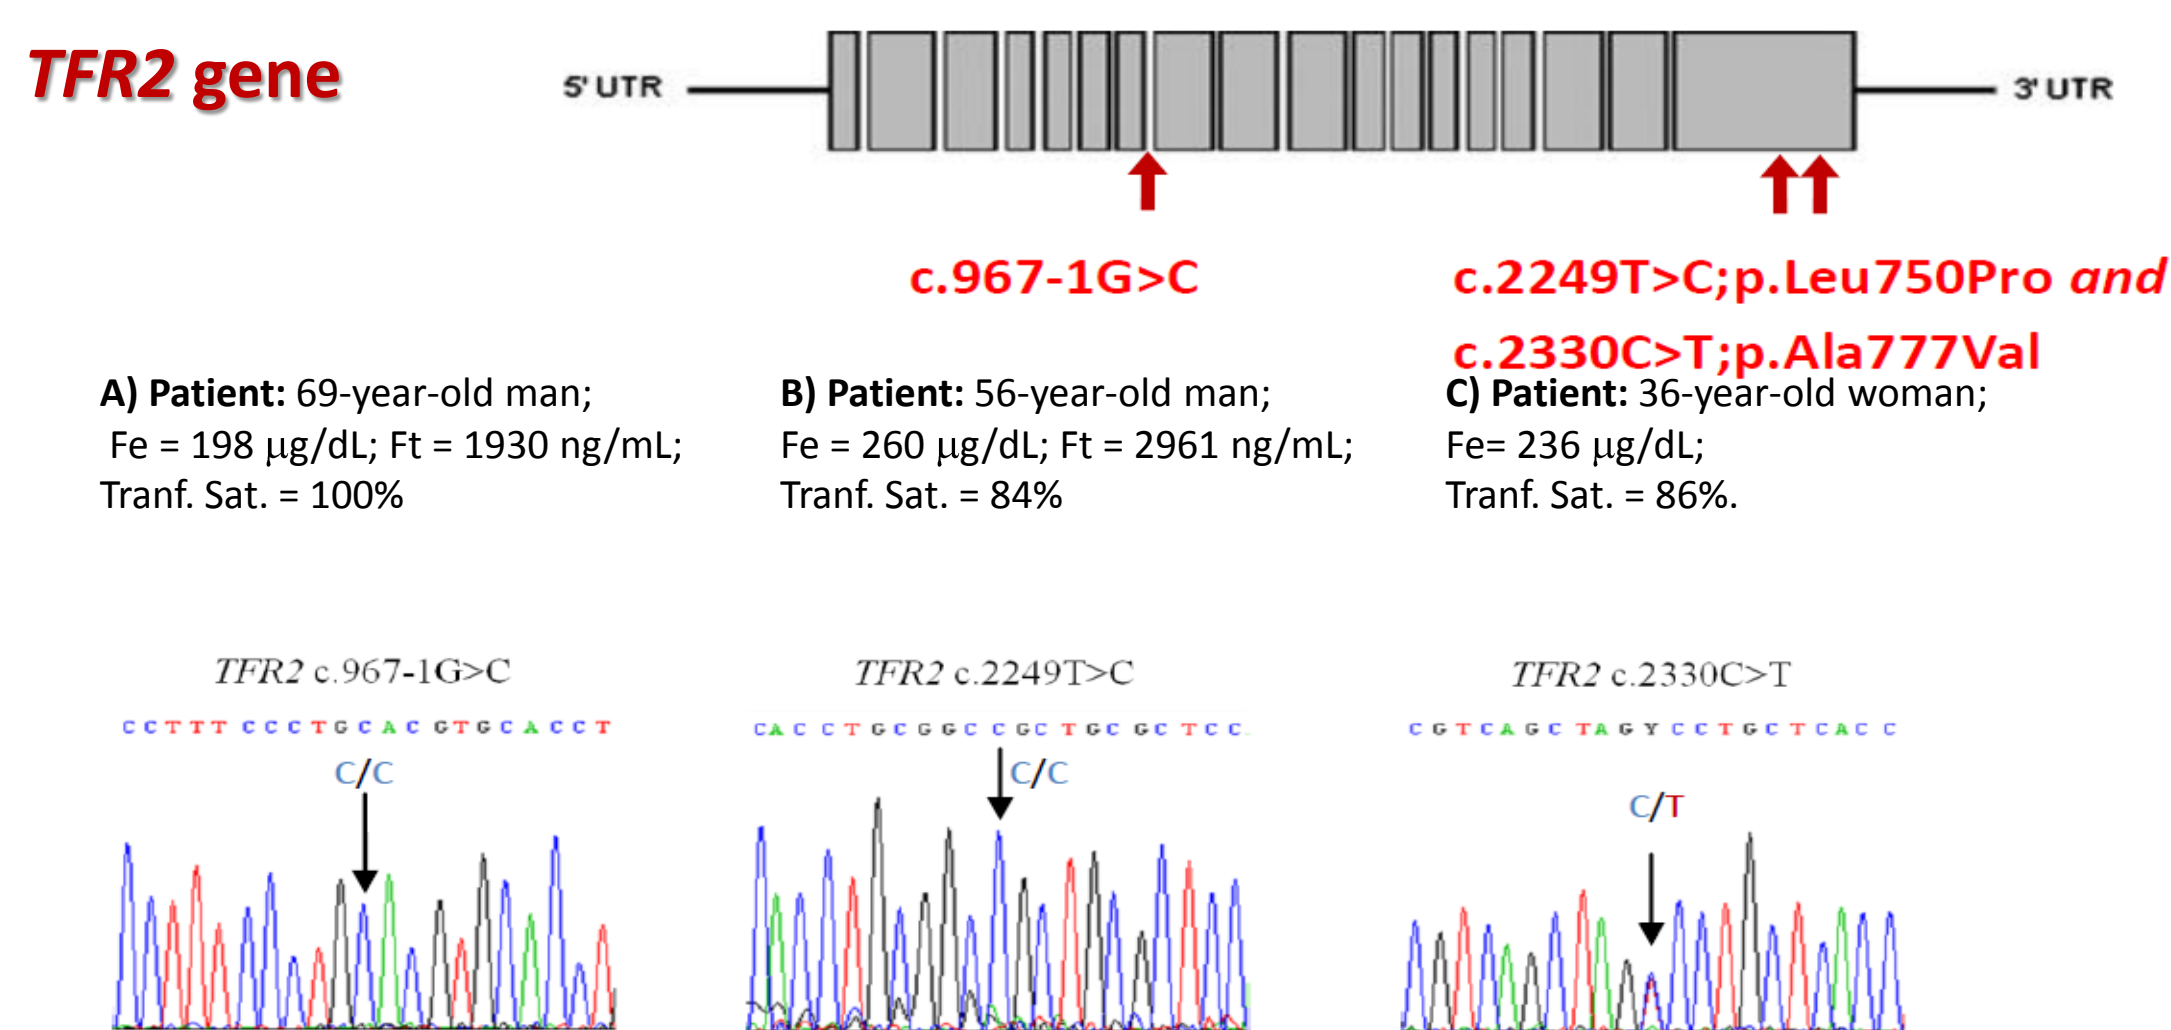 TFR2 gene
5' UTR
3' UTR
c.967-1G>C
c.2249T>C;p.Leu750Pro and
c.2330C>T;p.Ala777Val
A) Patient: 69-year-old man;
Fe = 198 μg/dL; Ft = 1930 ng/mL;
Tranf. Sat. = 100%
B) Patient: 56-year-old man;
Fe = 260 μg/dL; Ft = 2961 ng/mL;
Tranf. Sat. = 84%
C) Patient: 36-year-old woman;
Fe= 236 μg/dL;
Tranf. Sat. = 86%.
TFR2 c.967-1G>C
C C T T T C C C T G C A C G T G C A C C T
C/C
TFR2 c.2249T>C
C A C C T G C G G C C G C T G C G C T C C
C/C
TFR2 c.2330C>T
C G T C A G C T A G Y C C T G C T C A C C
C/T